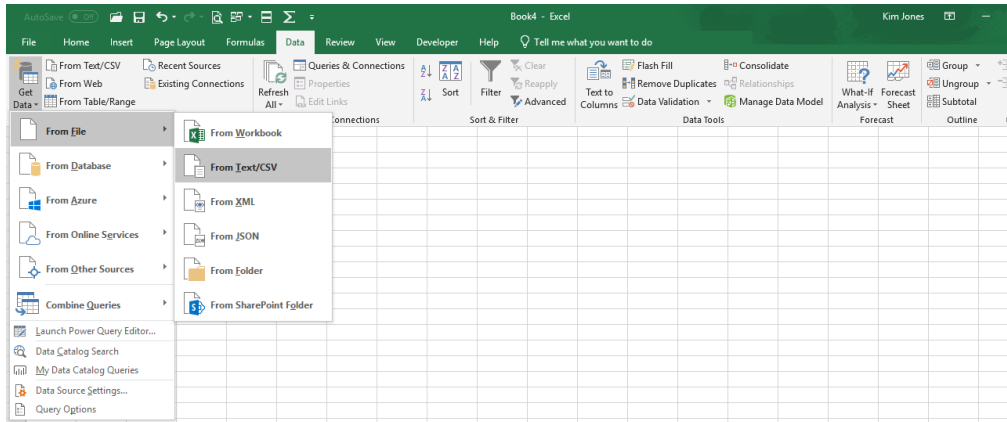 AutoSave Off Book4 - Excel Kim Jones
File Home Insert Page Layout Formulas Data Review View Developer Help Tell me what you want to do
Get Data
From Text/CSV
From Web
From Table/Range
Recent Sources
Existing Connections
Refresh All
Queries & Connections
Properties
Edit Links
onnections
Sort
Filter
Clear
Reapply
Advanced
Sort & Filter
Text to Columns
Flash Fill
Remove Duplicates
Data Validation
Consolidate
Relationships
Manage Data Model
Data Tools
What-If Analysis
Forecast Sheet
Forecast
Group
Ungroup
Subtotal
Outline
From File
From Database
From Azure
From Online Services
From Other Sources
Combine Queries
Launch Power Query Editor...
Data Catalog Search
My Data Catalog Queries
Data Source Settings...
Query Options
From Workbook
From Text/CSV
From XML
From JSON
From Folder
From SharePoint Folder